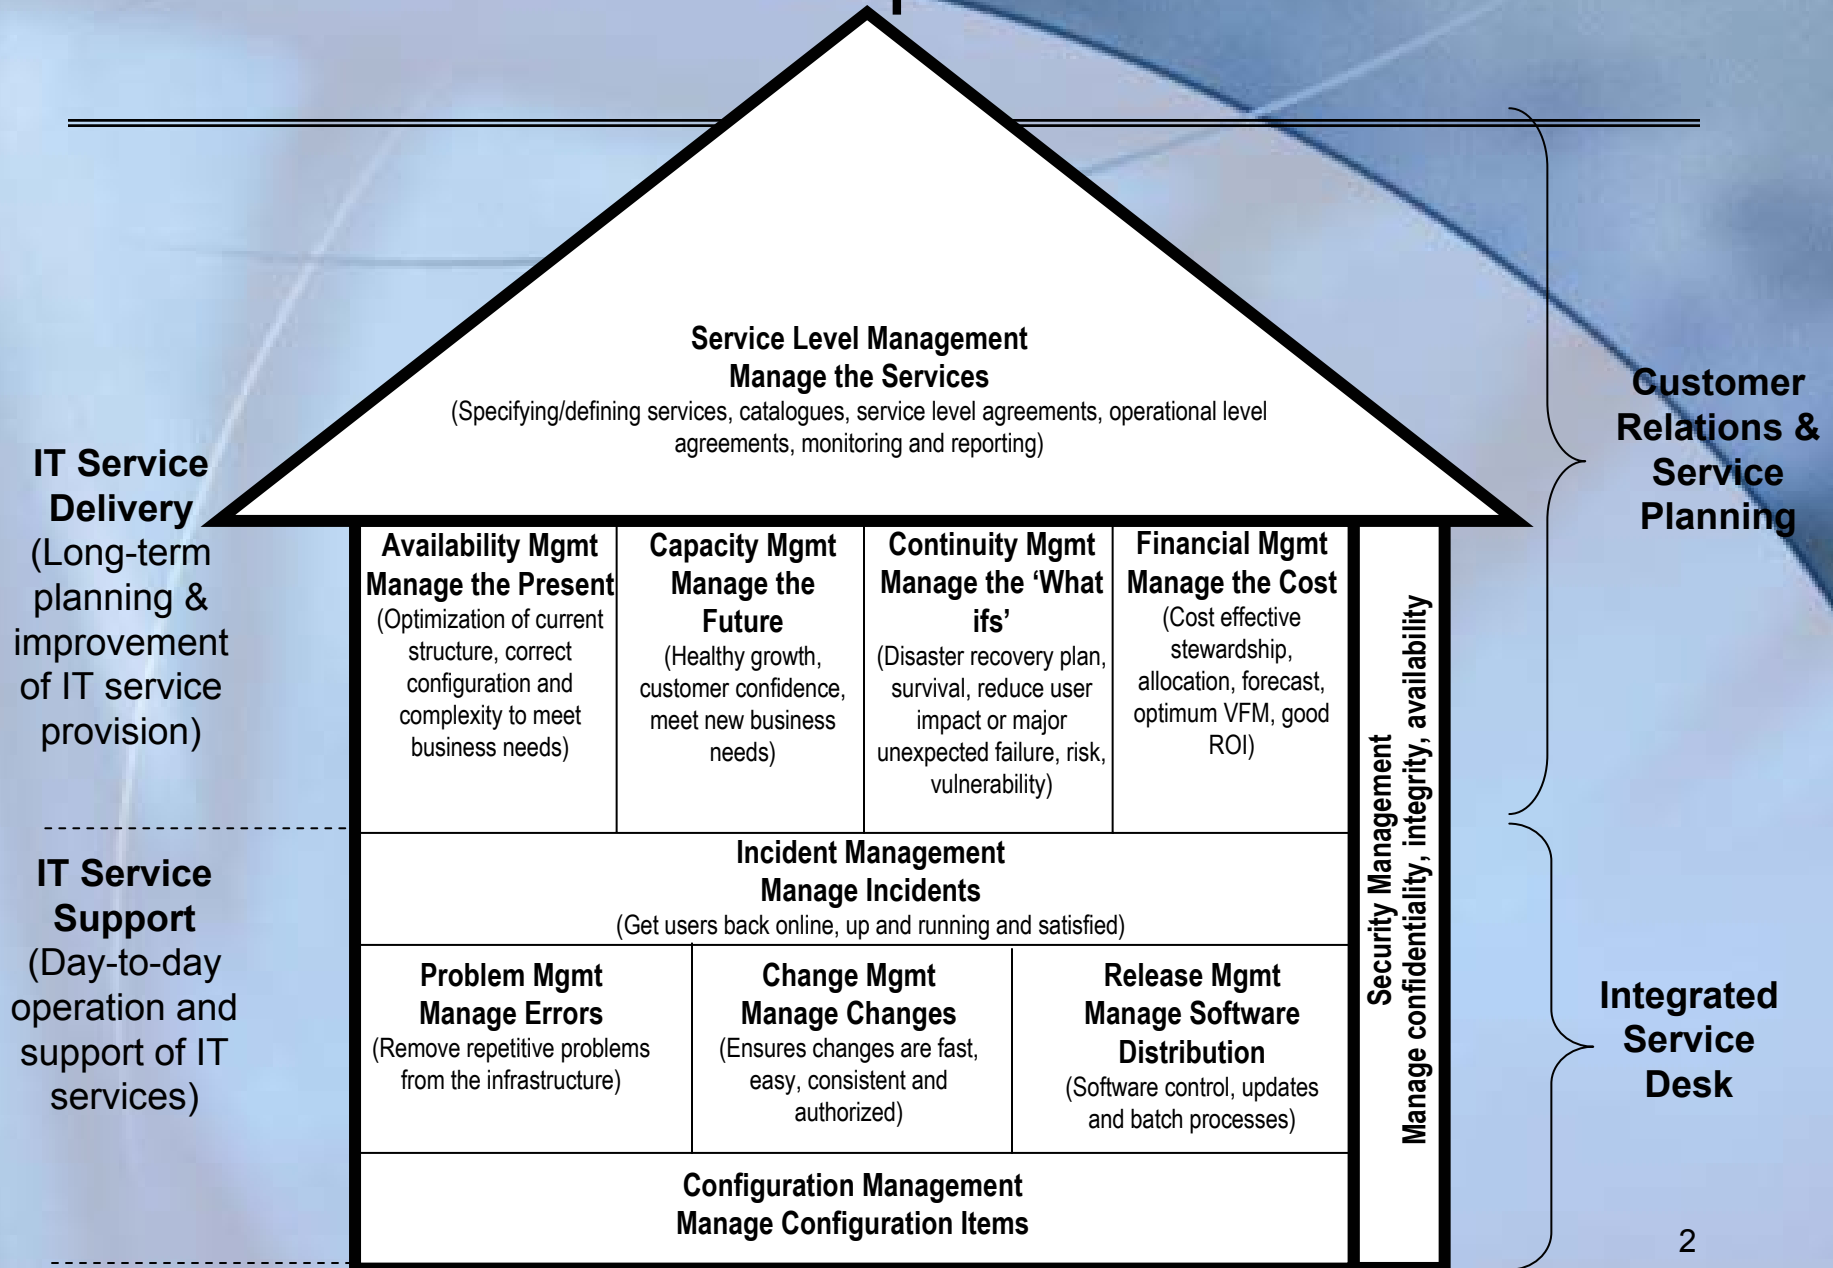 Service Level Management
Manage the Services
(Specifying/defining services, catalogues, service level agreements, operational level
agreements, monitoring and reporting)
IT Service
Delivery
(Long-term
planning &
improvement
of IT service
provision)
Customer
Relations &
Service
Planning
Availability Mgmt
Manage the Present
(Optimization of current
structure, correct
configuration and
complexity to meet
business needs)
Capacity Mgmt
Manage the
Future
(Healthy growth,
customer confidence,
meet new business
needs)
Continuity Mgmt
Manage the ‘What
ifs’
(Disaster recovery plan,
survival, reduce user
impact or major
unexpected failure, risk,
vulnerability)
Financial Mgmt
Manage the Cost
(Cost effective
stewardship,
allocation, forecast,
optimum VFM, good
ROI)
Security Management
Manage confidentiality, integrity, availability
IT Service
Support
(Day-to-day
operation and
support of IT
services)
Incident Management
Manage Incidents
(Get users back online, up and running and satisfied)
Problem Mgmt
Manage Errors
(Remove repetitive problems
from the infrastructure)
Change Mgmt
Manage Changes
(Ensures changes are fast,
easy, consistent and
authorized)
Release Mgmt
Manage Software
Distribution
(Software control, updates
and batch processes)
Integrated
Service
Desk
Configuration Management
Manage Configuration Items
2